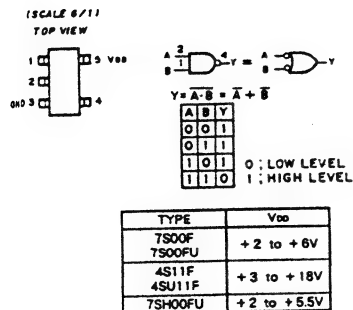 (SCALE 6/1)
TOP VIEW
1 5 VDD
2
GND 3 4
A 2 4 Y = A Y
B 1 B
Y = A·B = A + B
A B Y
0 0 1
0 1 1
1 0 1 0 ; LOW LEVEL
1 1 0 1 ; HIGH LEVEL
TYPE VDD
7S00F
7S00FU +2 to +6V
4S11F
4SU11F +3 to +18V
7SH00FU +2 to +5.5V